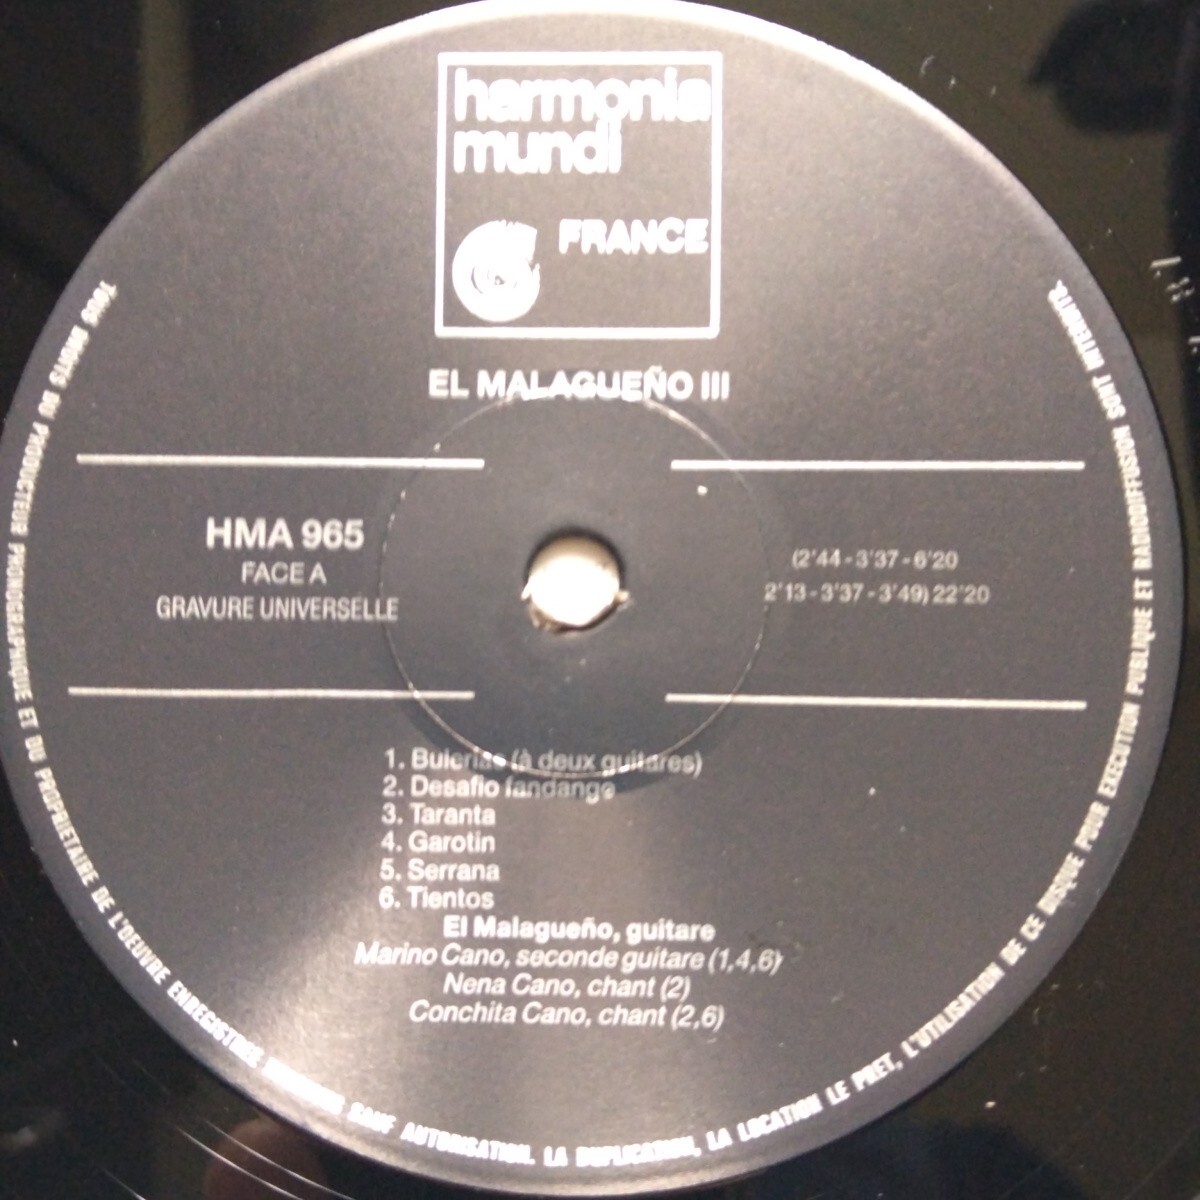 harmonia
mundi
FRANCE
EL MALAGUEÑO III
HMA 965
FACE A
GRAVURE UNIVERSELLE
(2'44 - 3'37 - 6'20
2'13 - 3'37 - 3'49) 22'20
1. Bulerias (à deux guitares)
2. Desafio fandango
3. Taranta
4. Garotin
5. Serrana
6. Tientos
El Malagueño, guitare
Marino Cano, seconde guitare (1,4,6)
Nena Cano, chant (2)
Conchita Cano, chant (2,6)
TOUS DROITS DU PRODUCTEUR PHONOGRAPHIQUE ET DU PROPRIETAIRE DE L'OEUVRE ENREGISTREE RESERVES SAUF AUTORISATION. LA DUPLICATION, LA LOCATION LE PRET, L'UTILISATION DE CE DISQUE POUR EXECUTION PUBLIQUE ET RADIODIFFUSION SONT INTERDITS.